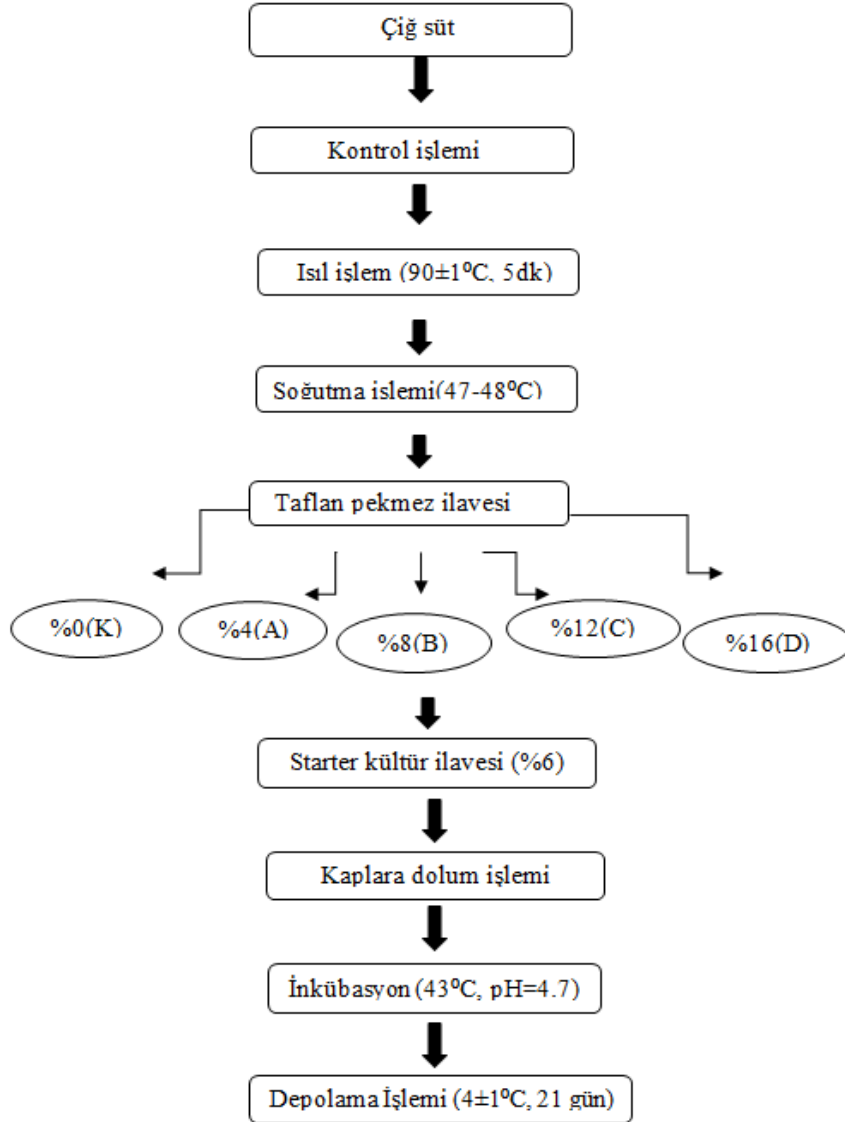 Çiğ süt
Kontrol işlemi
Isıl işlem (90±1⁰C, 5dk)
Soğutma işlemi(47-48⁰C)
Taflan pekmez ilavesi
%0(K)
%4(A)
%8(B)
%12(C)
%16(D)
Starter kültür ilavesi (%6)
Kaplara dolum işlemi
İnkübasyon (43⁰C, pH=4.7)
Depolama İşlemi (4±1⁰C, 21 gün)